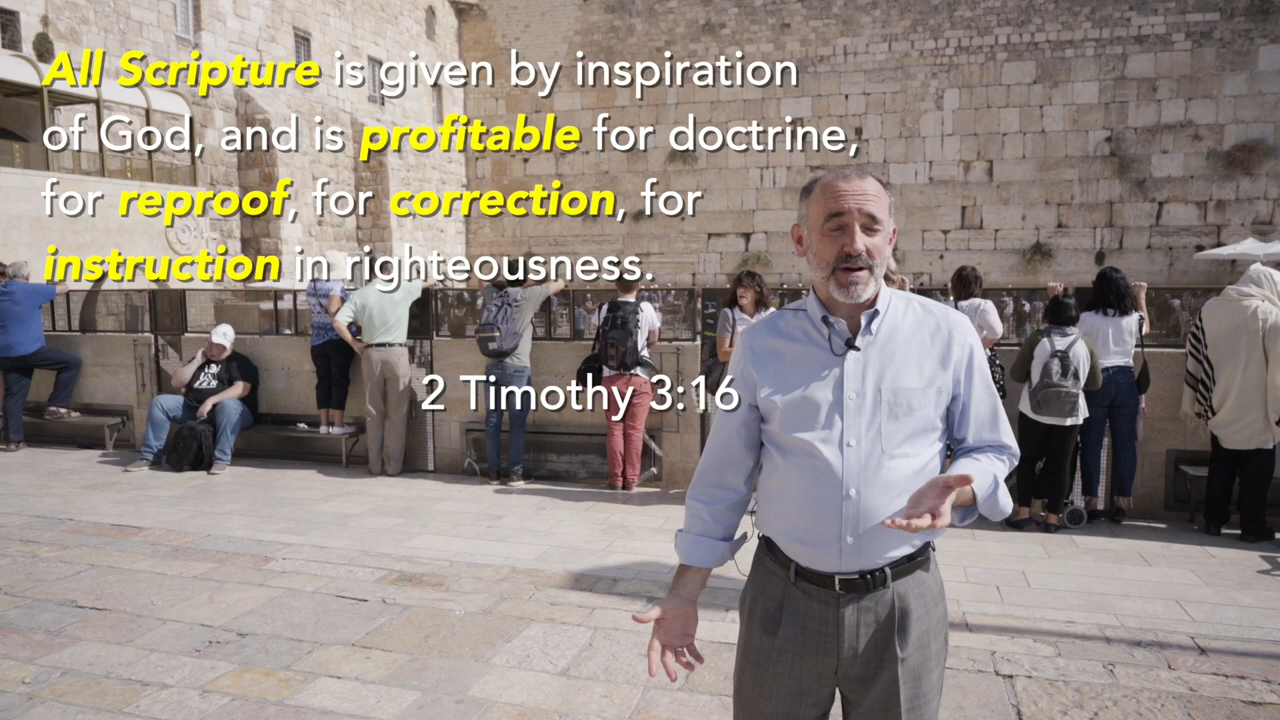 All Scripture is given by inspiration
of God, and is profitable for doctrine,
for reproof, for correction, for
instruction in righteousness.
2 Timothy 3:16